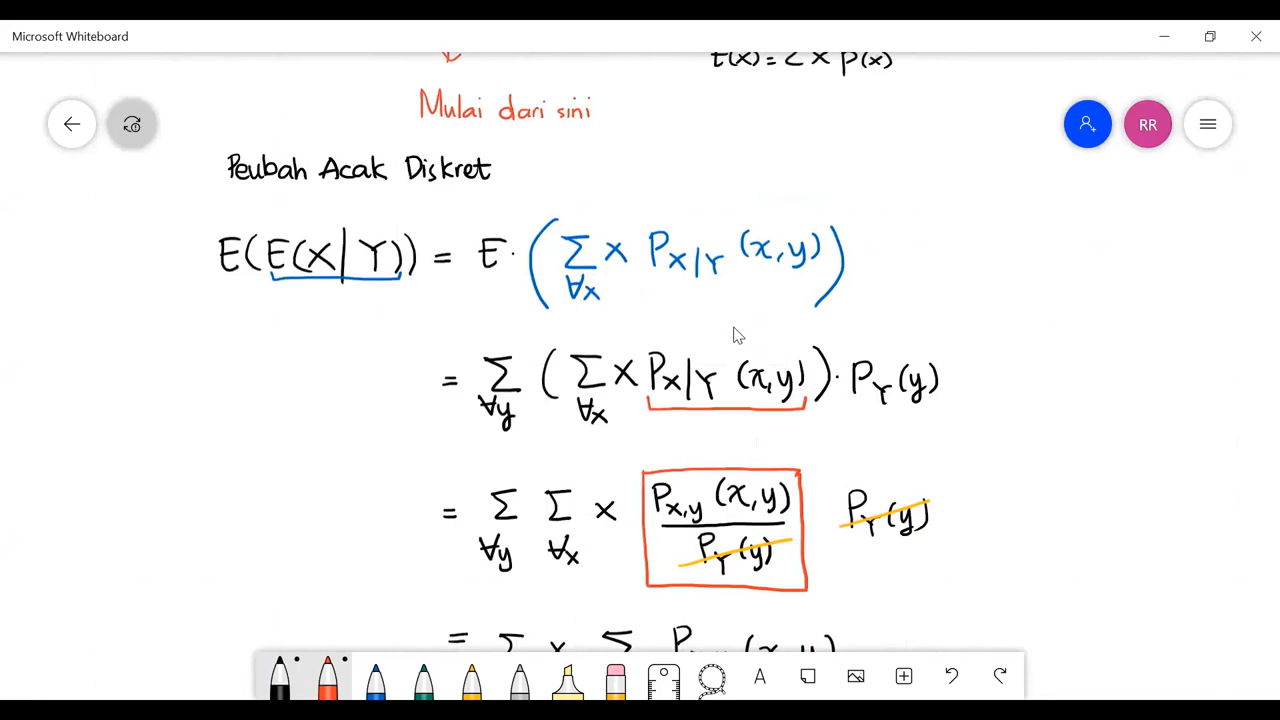 Microsoft Whiteboard
E(x) = Σ x p(x)
Mulai dari sini
RR
Peubah Acak Diskret
E(E(X|Y)) = E · ( Σ∀x x P_X|Y (x,y) )
= Σ∀y ( Σ∀x x P_X|Y (x,y) ) · P_Y(y)
= Σ∀y Σ∀x x P_X,Y (x,y) / P_Y(y) P_Y(y)
= Σ x Σ P (x,y)
A